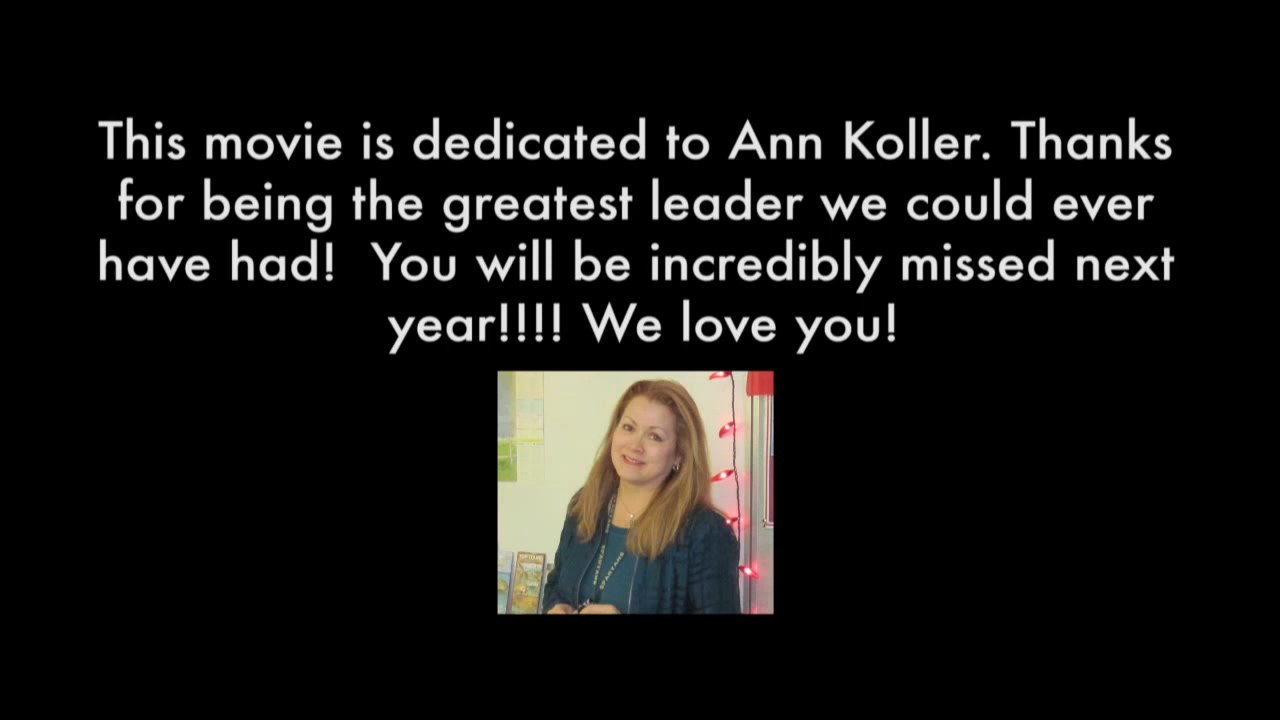 This movie is dedicated to Ann Koller. Thanks
for being the greatest leader we could ever
have had!  You will be incredibly missed next
year!!!! We love you!
SPARTANS